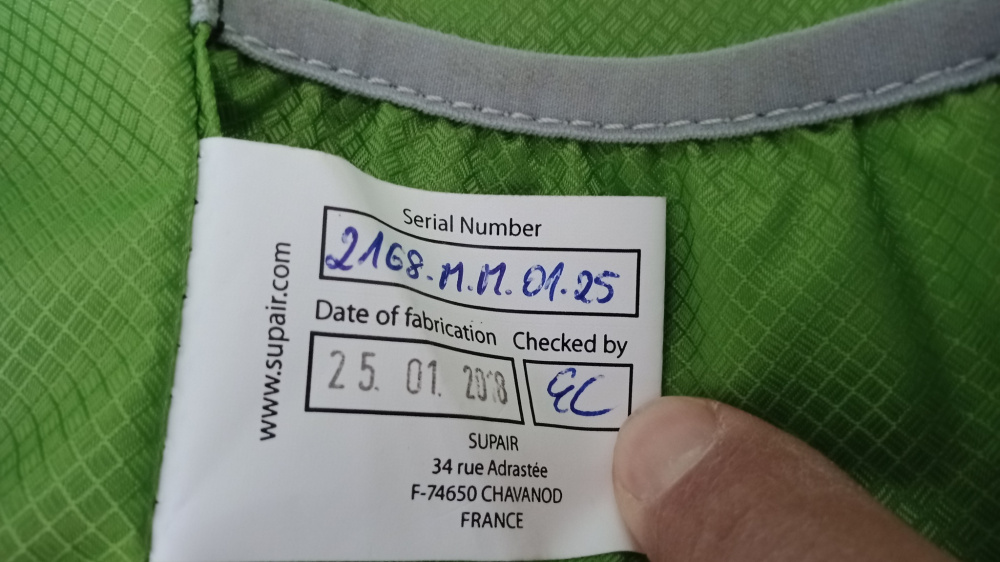 www.supair.com
Serial Number
2168.M.M.01.25
Date of fabrication
Checked by
25. 01. 2018
EC
SUPAIR
34 rue Adrastée
F-74650 CHAVANOD
FRANCE